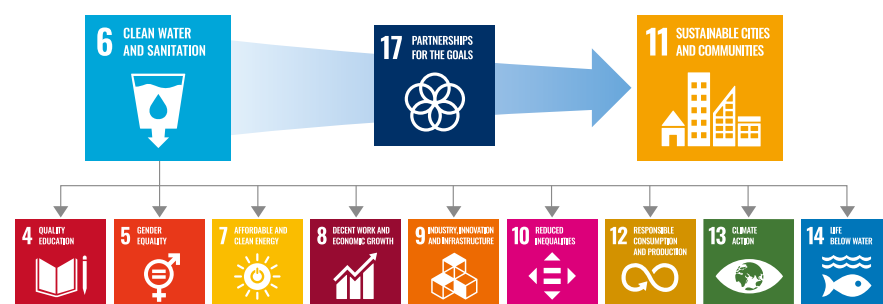 6 CLEAN WATER
AND SANITATION
17 PARTNERSHIPS
FOR THE GOALS
11 SUSTAINABLE CITIES
AND COMMUNITIES
4 QUALITY
EDUCATION
5 GENDER
EQUALITY
7 AFFORDABLE AND
CLEAN ENERGY
8 DECENT WORK AND
ECONOMIC GROWTH
9 INDUSTRY, INNOVATION
AND INFRASTRUCTURE
10 REDUCED
INEQUALITIES
12 RESPONSIBLE
CONSUMPTION
AND PRODUCTION
13 CLIMATE
ACTION
14 LIFE
BELOW WATER